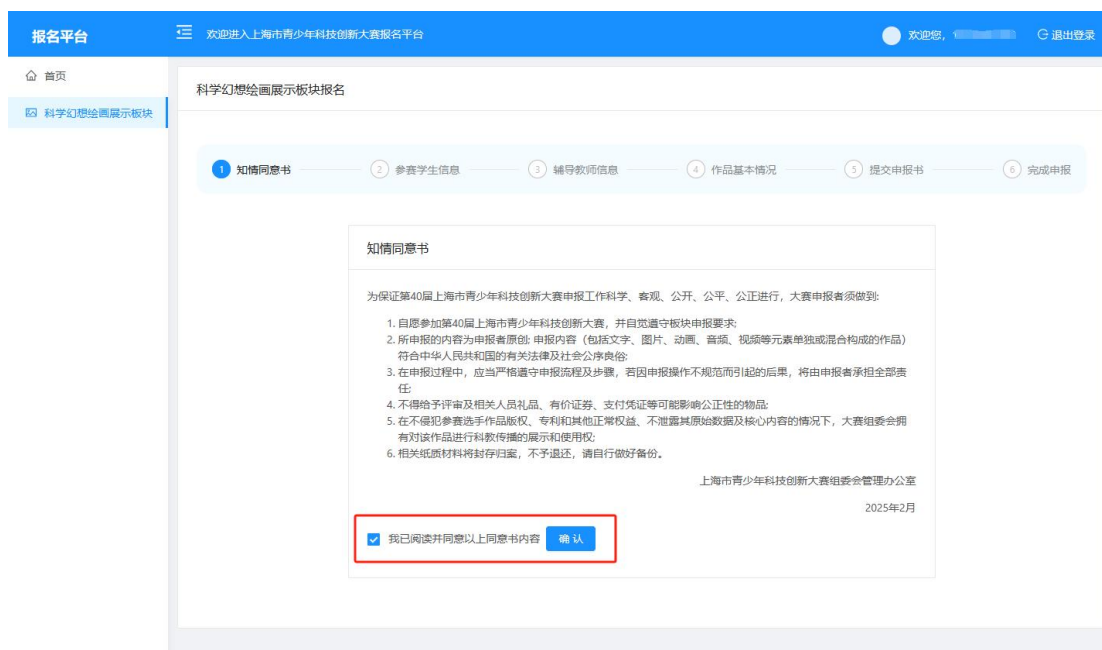 报名平台
欢迎进入上海市青少年科技创新大赛报名平台
欢迎您，
退出登录
首页
科学幻想绘画展示板块
科学幻想绘画展示板块报名
1 知情同意书
2 参赛学生信息
3 辅导教师信息
4 作品基本情况
5 提交申报书
6 完成申报
知情同意书
为保证第40届上海市青少年科技创新大赛申报工作科学、客观、公开、公平、公正进行，大赛申报者须做到:
1. 自愿参加第40届上海市青少年科技创新大赛，并自觉遵守板块申报要求;
2. 所申报的内容为申报者原创; 申报内容（包括文字、图片、动画、音频、视频等元素单独或混合构成的作品）
符合中华人民共和国的有关法律及社会公序良俗;
3. 在申报过程中，应当严格遵守申报流程及步骤，若因申报操作不规范而引起的后果，将由申报者承担全部责
任;
4. 不得给予评审及相关人员礼品、有价证券、支付凭证等可能影响公正性的物品;
5. 在不侵犯参赛选手作品版权、专利和其他正常权益、不泄露其原始数据及核心内容的情况下，大赛组委会拥
有对该作品进行科教传播的展示和使用权;
6. 相关纸质材料将封存归案，不予退还，请自行做好备份。
上海市青少年科技创新大赛组委会管理办公室
2025年2月
我已阅读并同意以上同意书内容
确 认